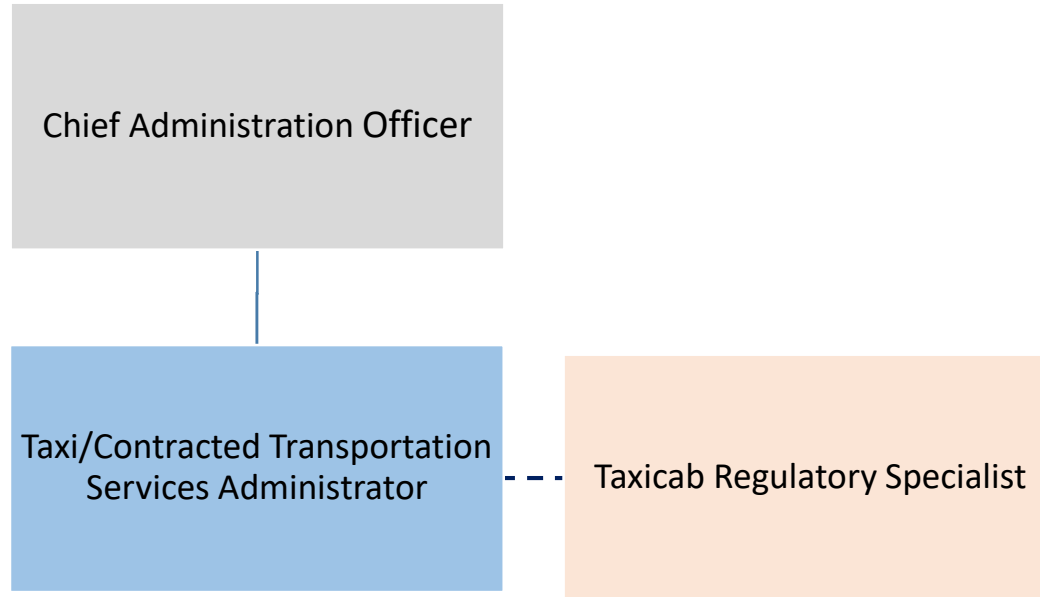 Chief Administration Officer
Taxi/Contracted Transportation
Services Administrator
Taxicab Regulatory Specialist